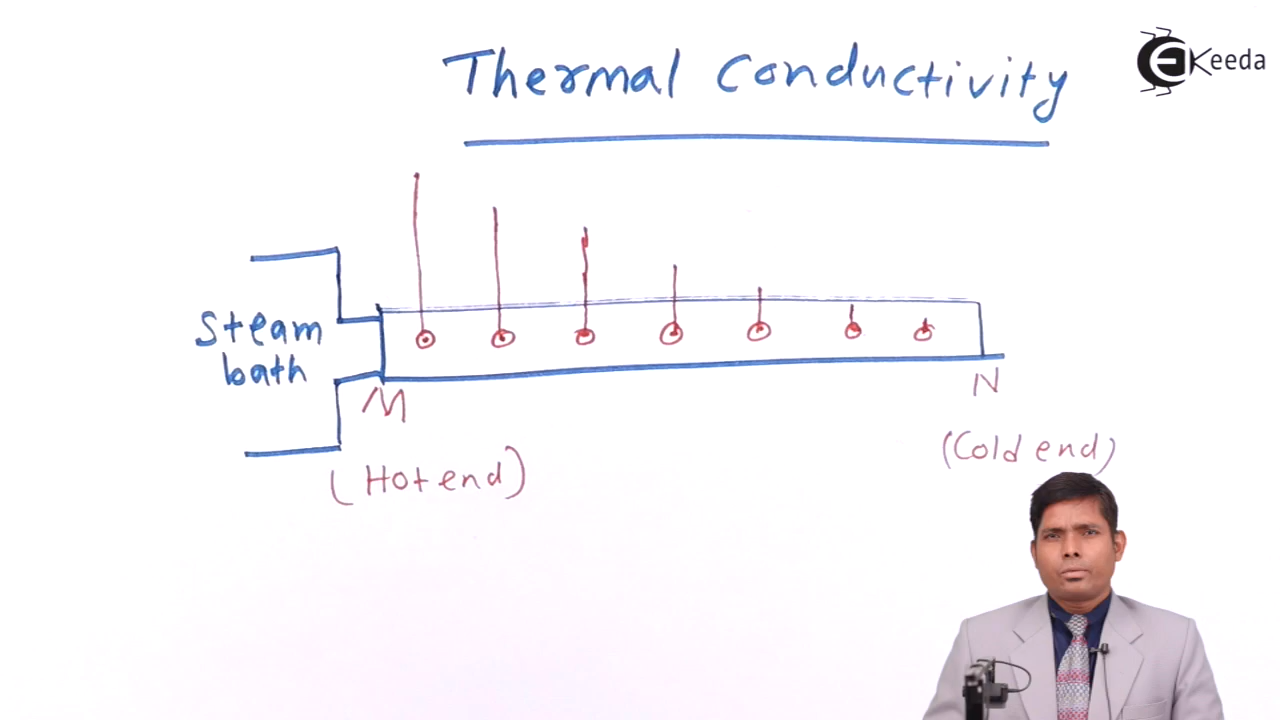 Thermal Conductivity
EKeeda
Steam
bath
M
N
(Hot end)
(Cold end)